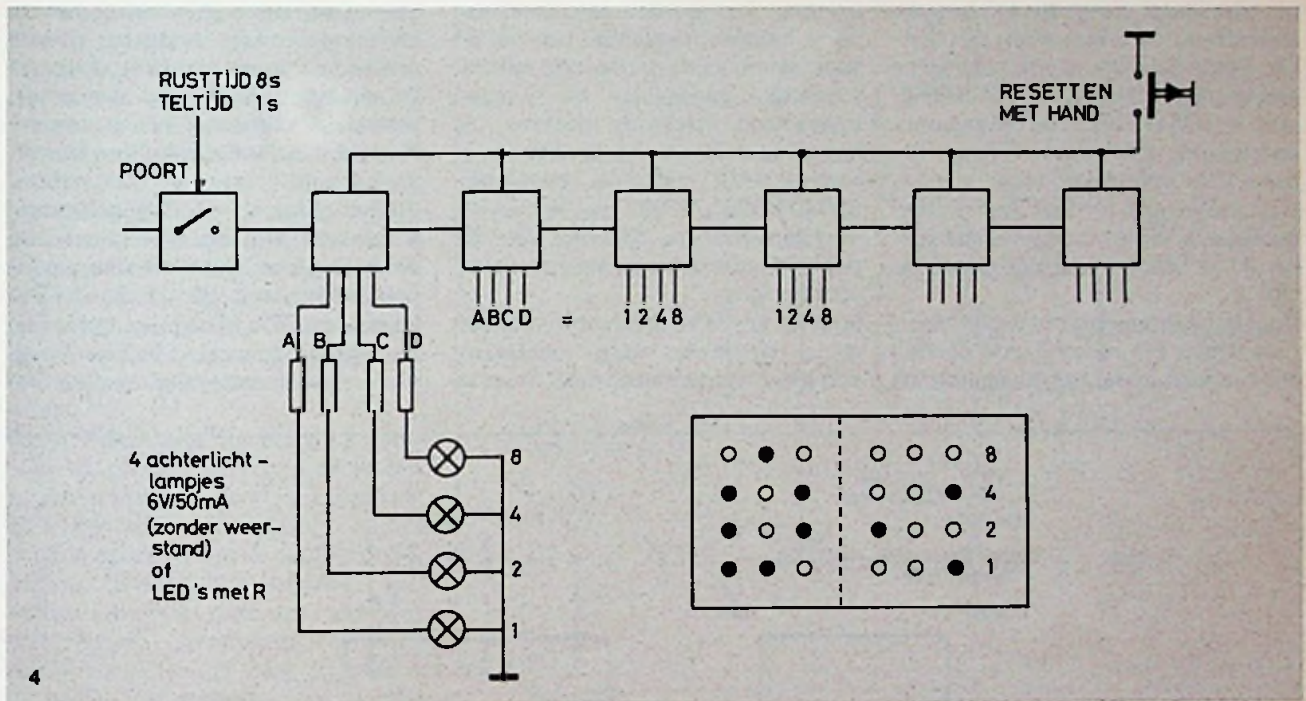 RUSTTIJD 8s
TELTIJD 1s
POORT
RESETTEN
MET HAND
ABCD = 1248 1248
A B C D
4 achterlicht-
lampjes
6V/50mA
(zonder weer-
stand)
of
LED's met R
8
4
2
1
8
4
2
1
4